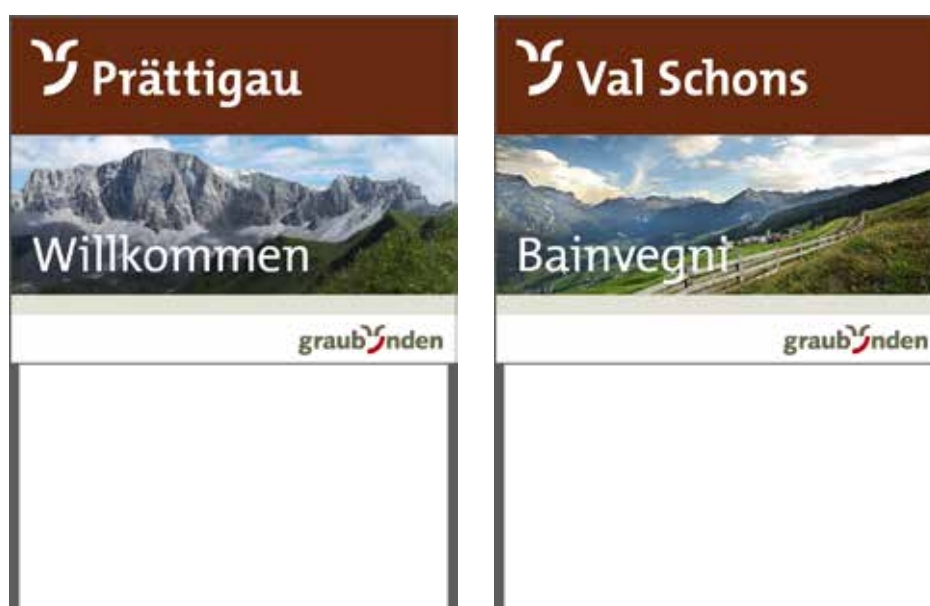 Prättigau
Willkommen
graubünden
Val Schons
Bainvegni
graubünden